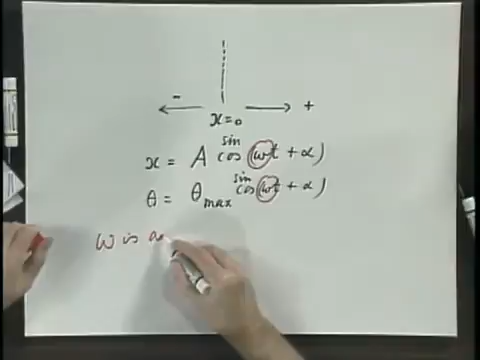 - +
x = 0
x = A sin cos (ωt + α)
θ = θmax sin cos (ωt + α)
ω is a